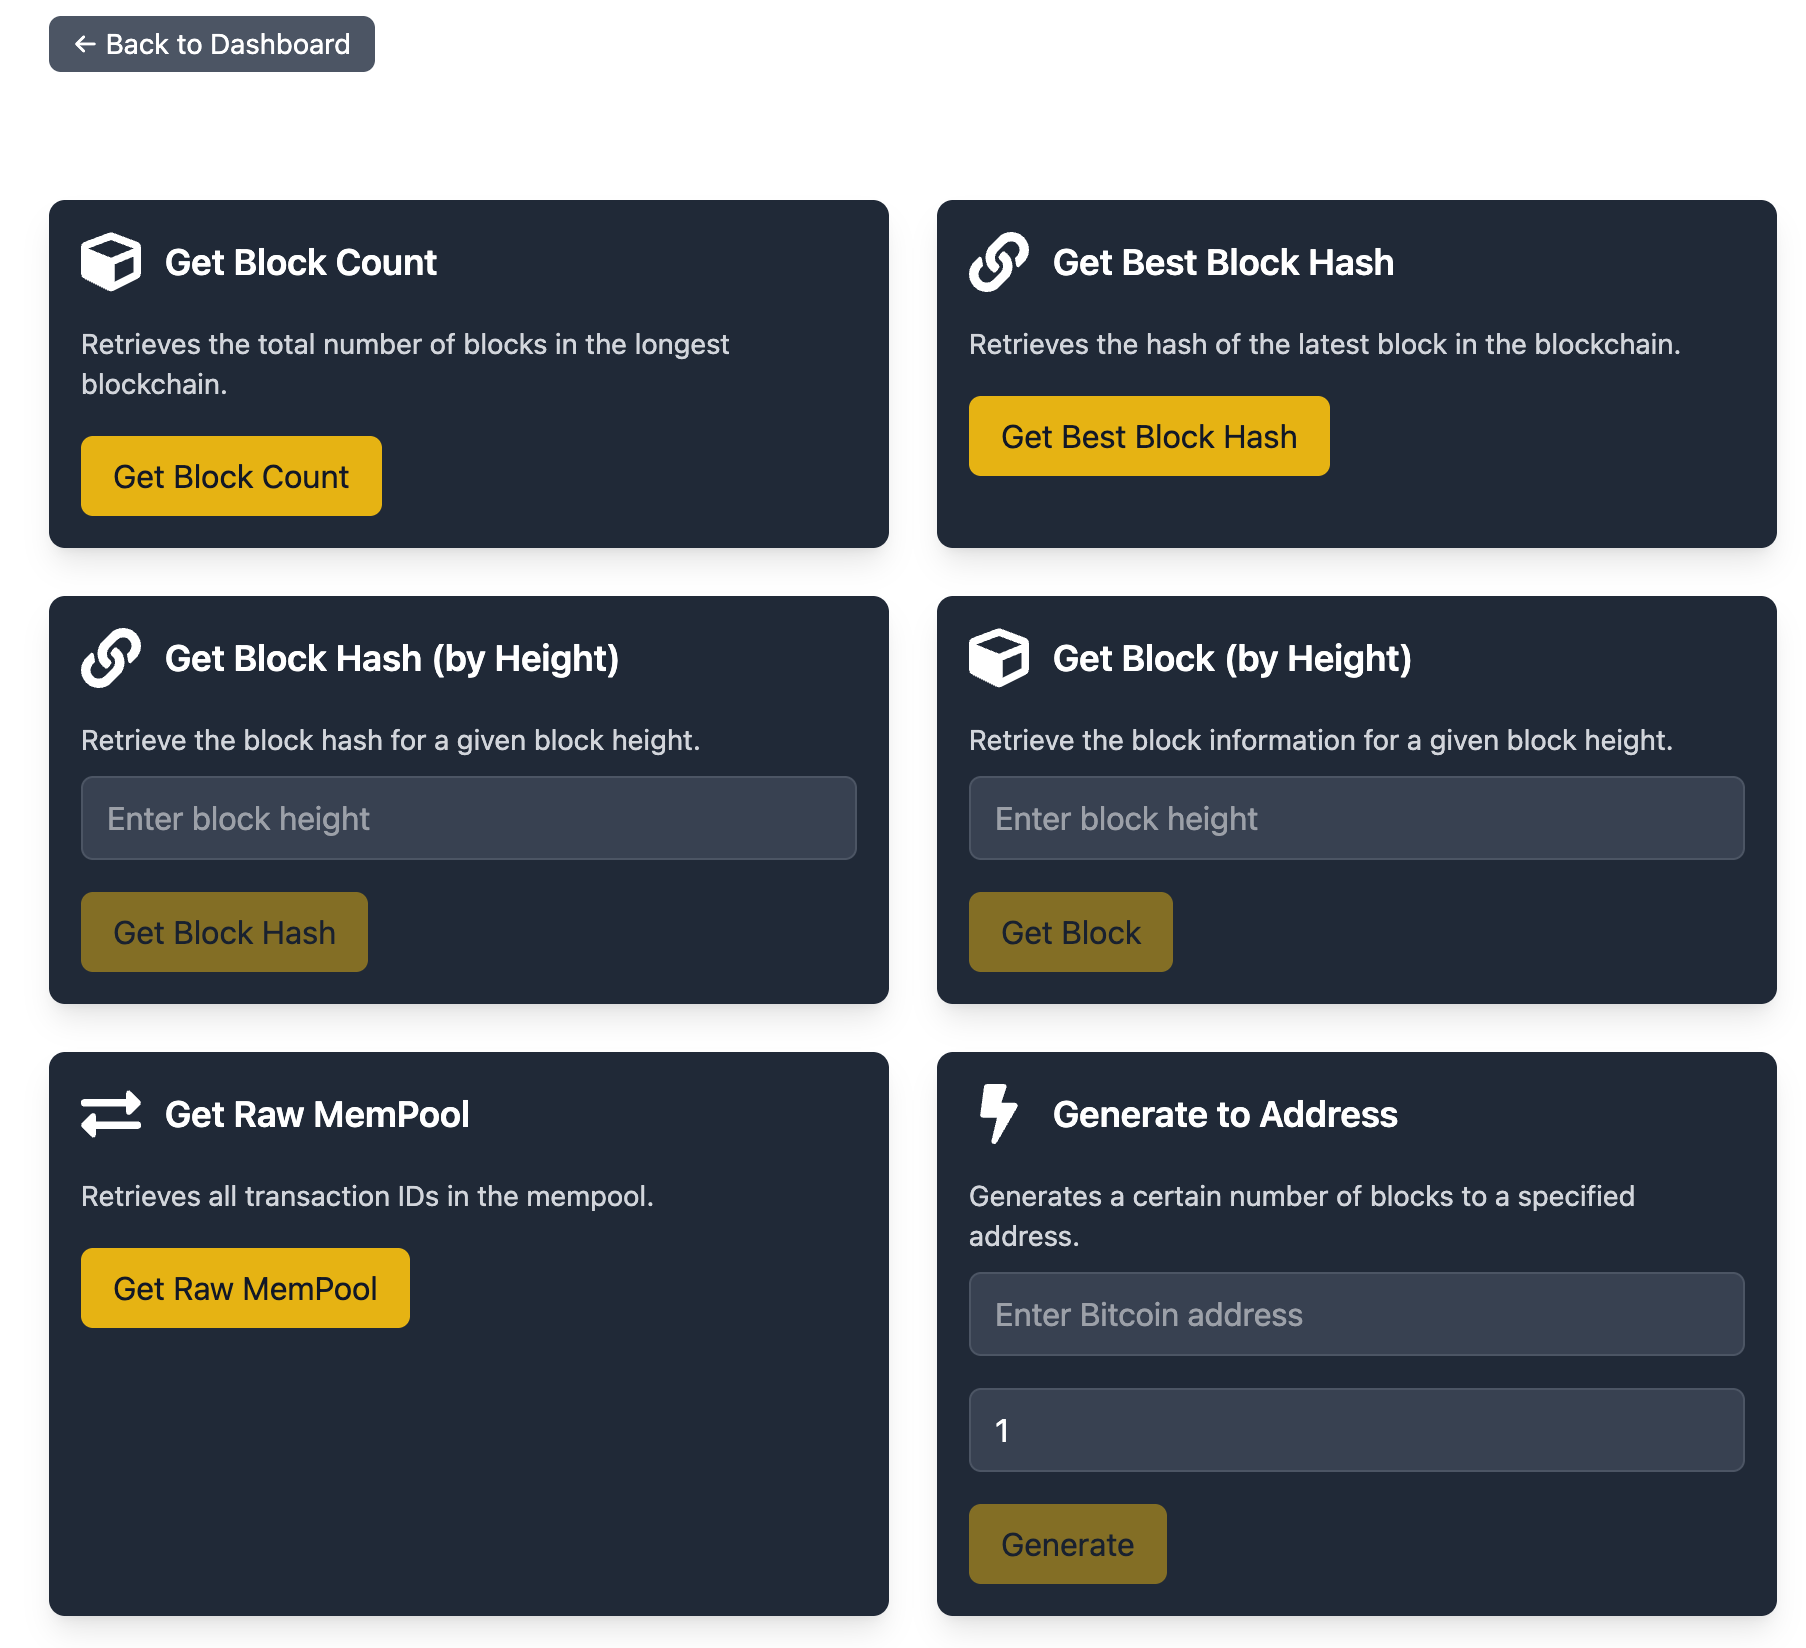 ← Back to Dashboard
Get Block Count
Retrieves the total number of blocks in the longest
blockchain.
Get Block Count
Get Best Block Hash
Retrieves the hash of the latest block in the blockchain.
Get Best Block Hash
Get Block Hash (by Height)
Retrieve the block hash for a given block height.
Enter block height
Get Block Hash
Get Block (by Height)
Retrieve the block information for a given block height.
Enter block height
Get Block
Get Raw MemPool
Retrieves all transaction IDs in the mempool.
Get Raw MemPool
Generate to Address
Generates a certain number of blocks to a specified
address.
Enter Bitcoin address
1
Generate